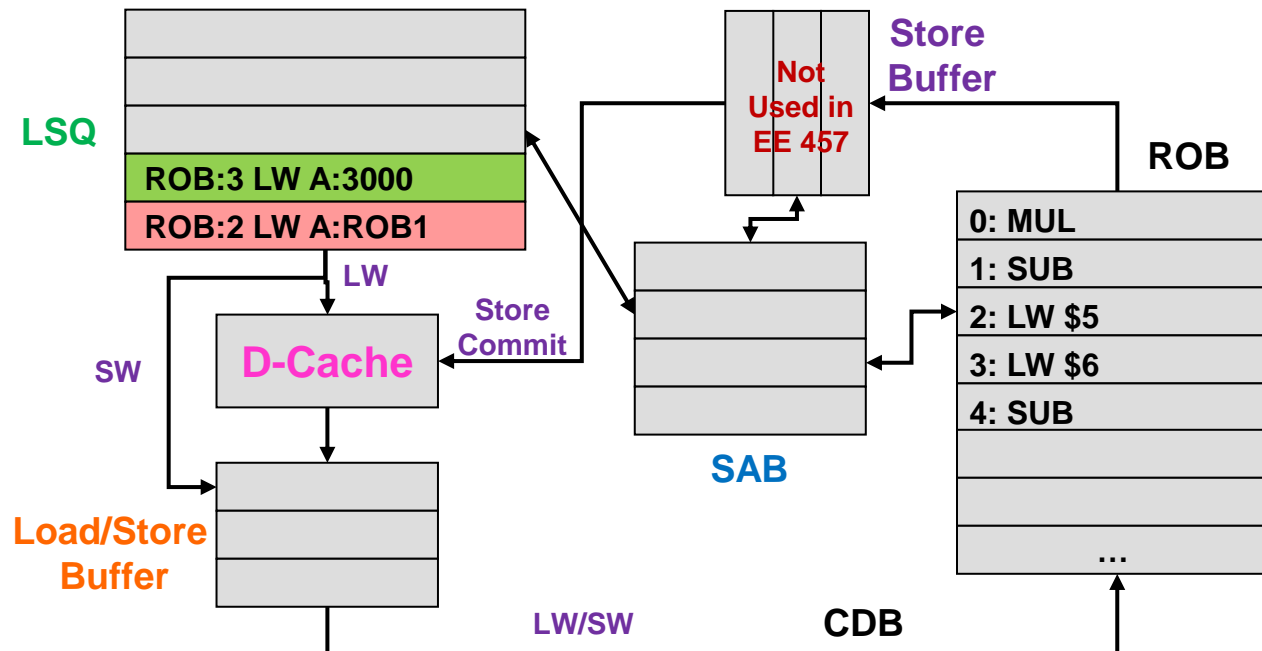 Store
Buffer
Not
Used in
EE 457
LSQ
ROB
ROB:3 LW A:3000
ROB:2 LW A:ROB1
0: MUL
1: SUB
2: LW $5
3: LW $6
4: SUB
...
LW
Store
Commit
SW
D-Cache
SAB
Load/Store
Buffer
LW/SW
CDB